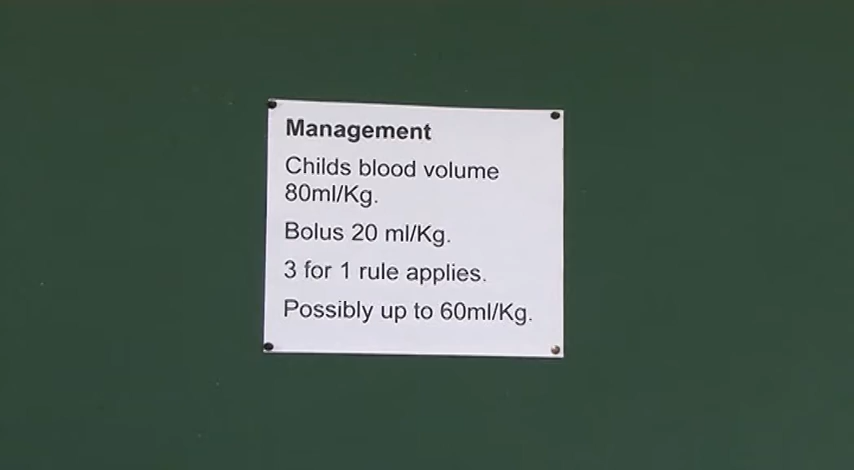 Management
Childs blood volume
80ml/Kg.
Bolus 20 ml/Kg.
3 for 1 rule applies.
Possibly up to 60ml/Kg.